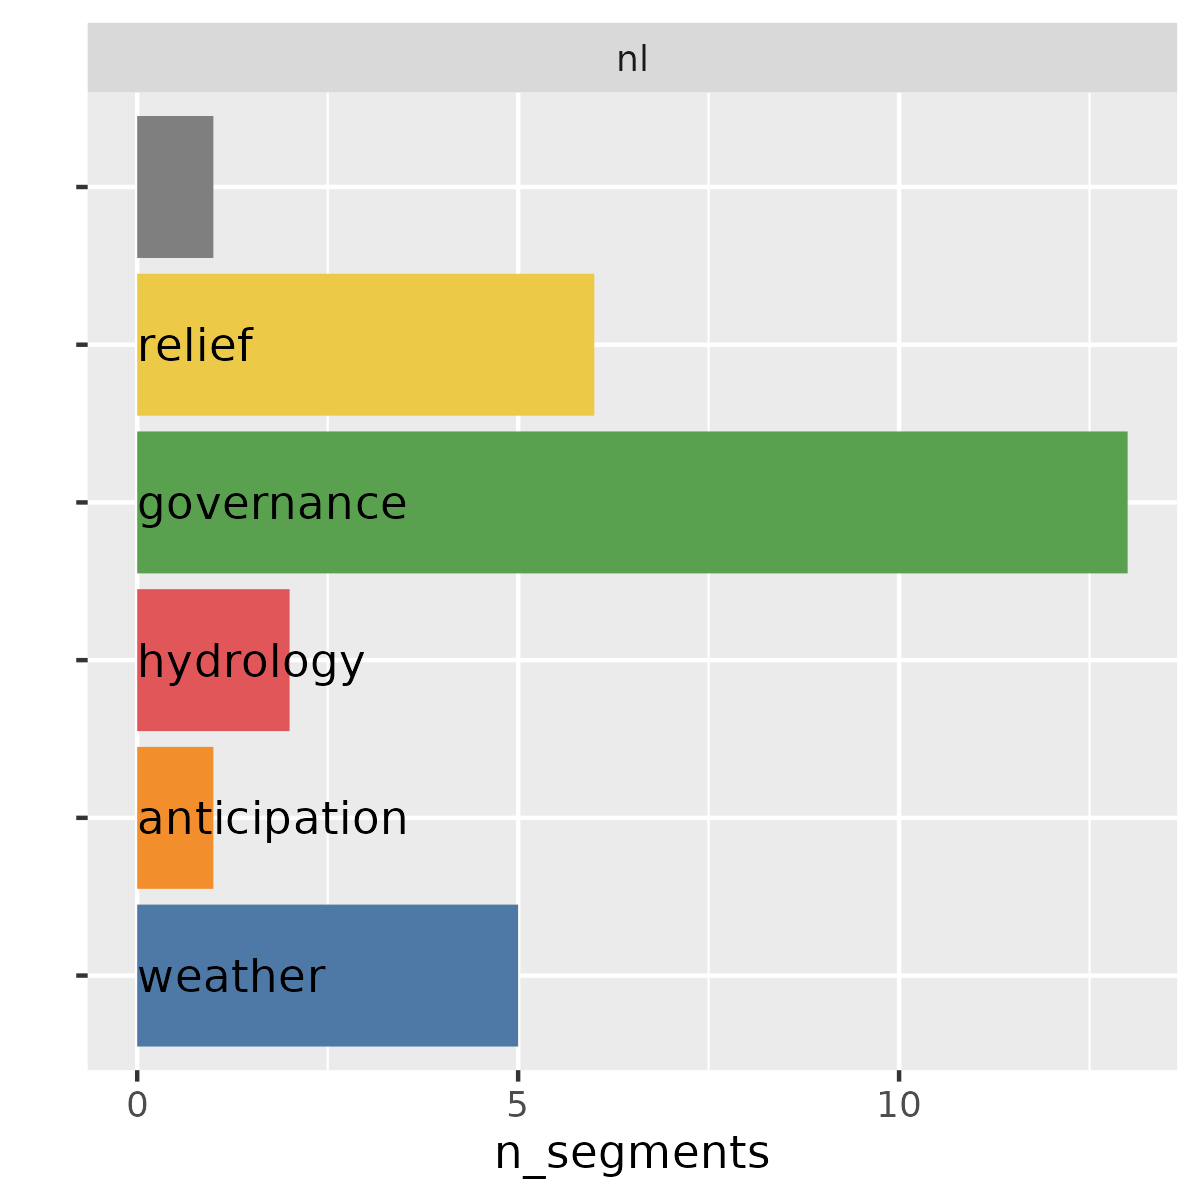 nl
relief
governance
hydrology
anticipation
weather
0 5 10
n_segments